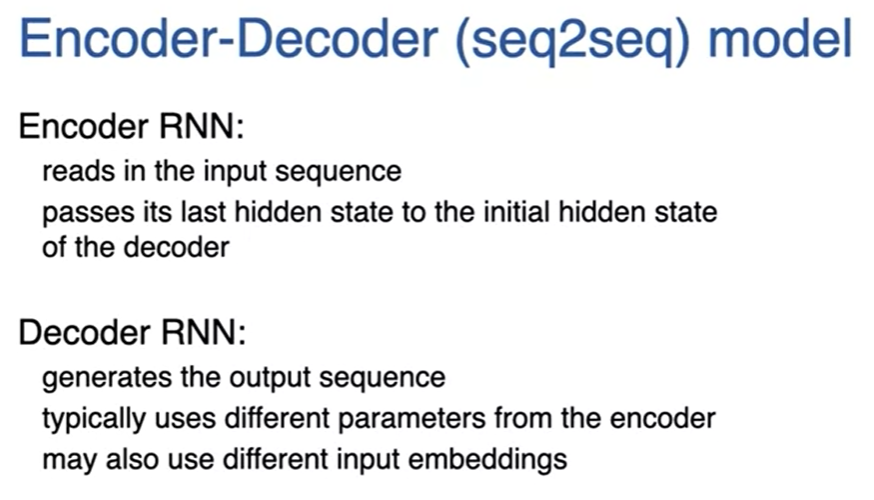 Encoder-Decoder (seq2seq) model
Encoder RNN:
reads in the input sequence
passes its last hidden state to the initial hidden state
of the decoder
Decoder RNN:
generates the output sequence
typically uses different parameters from the encoder
may also use different input embeddings